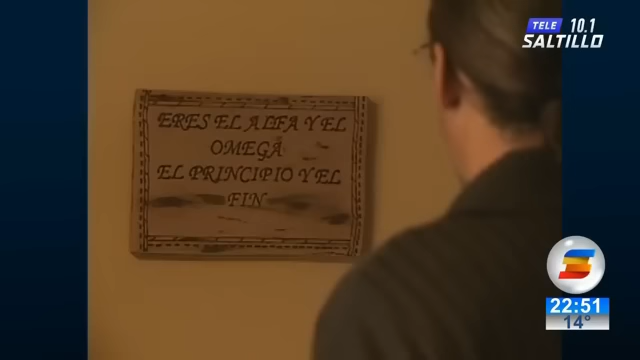 TELE 10.1
SALTILLO
ERES EL ALFA Y EL
OMEGA
EL PRINCIPIO Y EL
FIN
22:51
14°